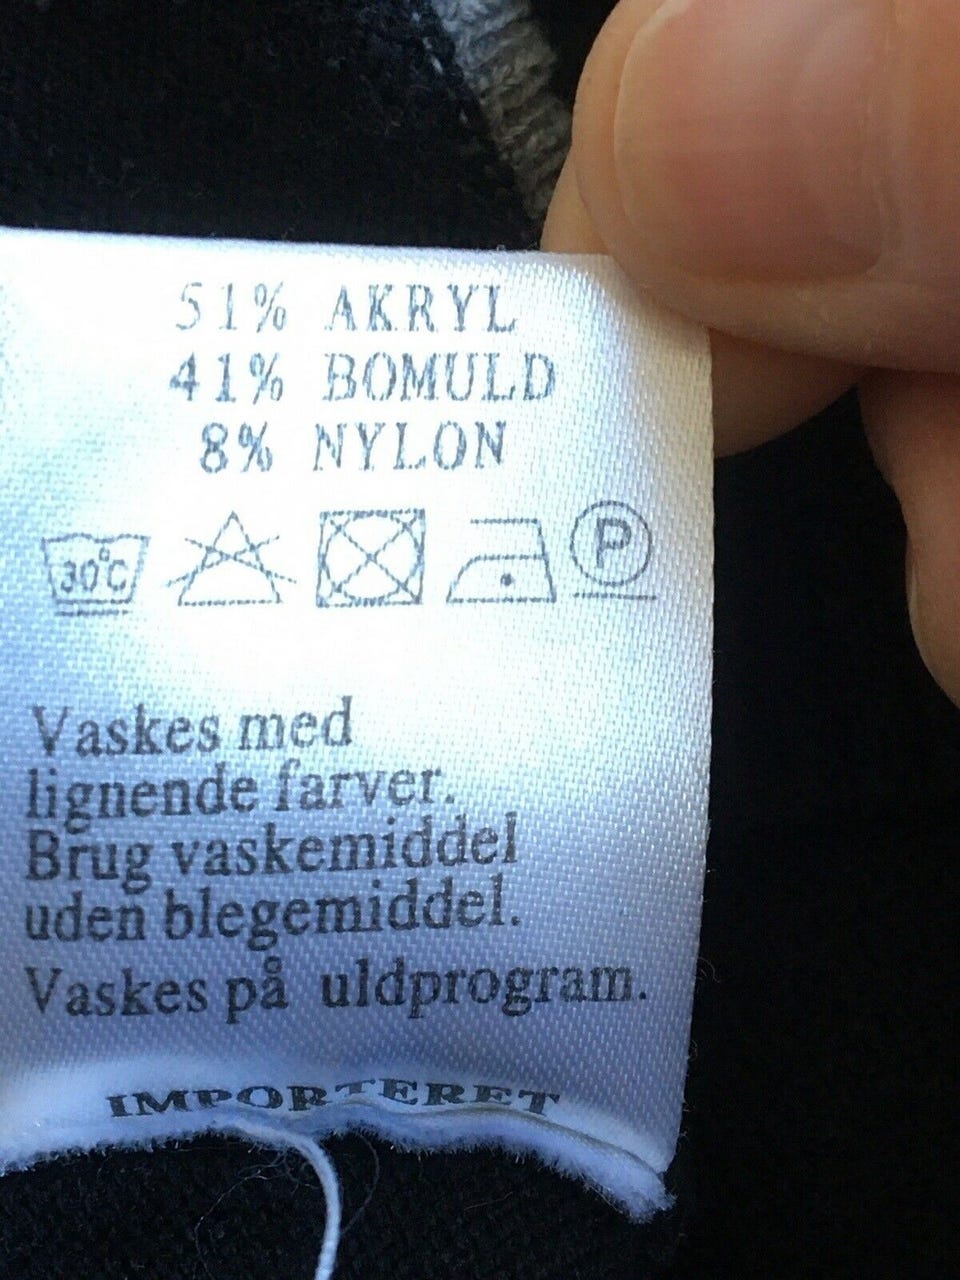 51% AKRYL
41% BOMULD
8% NYLON
30°C P
Vaskes med
lignende farver.
Brug vaskemiddel
uden blegemiddel.
Vaskes på uldprogram.
IMPORTERET